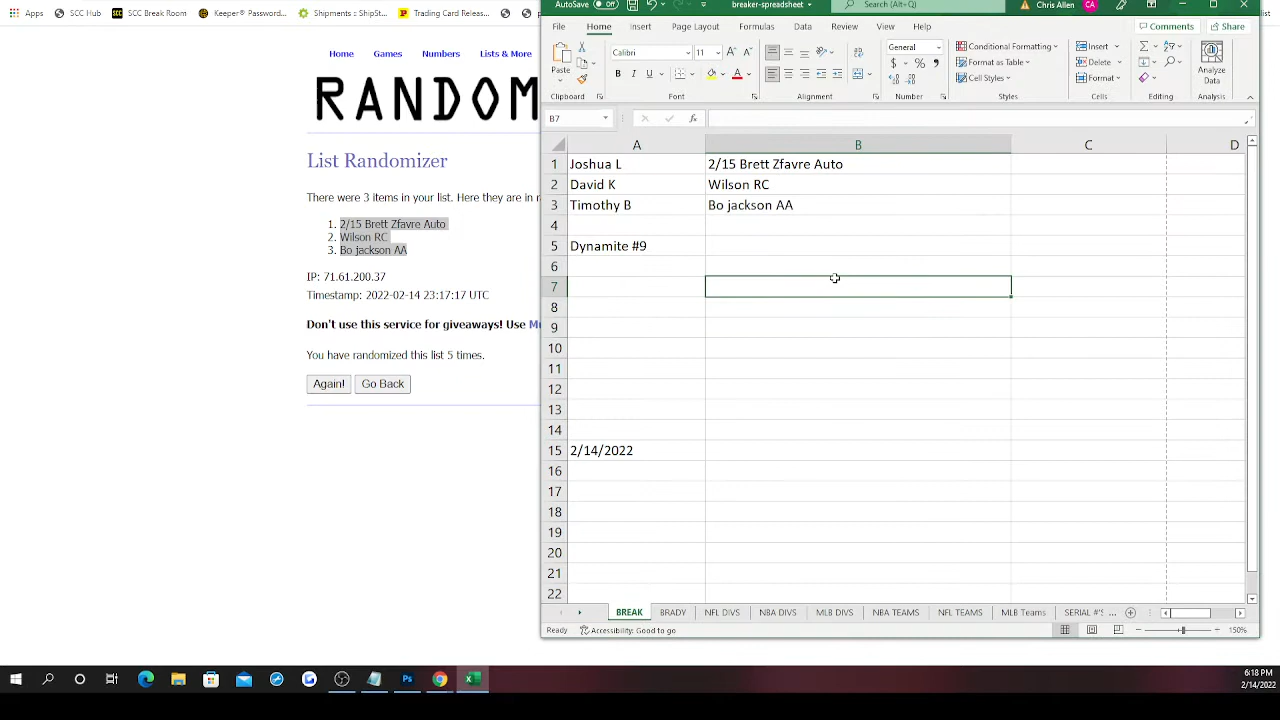 Apps SCC Hub SCC Break Room Keeper® Password... Shipments ::: ShipSt... Trading Card Releas...
Home Games Numbers Lists & More
RANDOM
List Randomizer
There were 3 items in your list. Here they are in r
1. 2/15 Brett Zfavre Auto
2. Wilson RC
3. Bo jackson AA
IP: 71.61.200.37
Timestamp: 2022-02-14 23:17:17 UTC
Don't use this service for giveaways! Use
You have randomized this list 5 times.
Again! Go Back
AutoSave Off breaker-spreadsheet Search (Alt+Q) Chris Allen CA
File Home Insert Page Layout Formulas Data Review View Help Comments Share
Calibri 11 General Conditional Formatting Insert
Paste B I U Format as Table Delete Analyze
Cell Styles Format Data
Clipboard Font Alignment Number Styles Cells Editing Analysis
B7 fx
A B C D
1 Joshua L 2/15 Brett Zfavre Auto
2 David K Wilson RC
3 Timothy B Bo jackson AA
4
5 Dynamite #9
6
7
8
9
10
11
12
13
14
15 2/14/2022
16
17
18
19
20
21
22
BREAK BRADY NFL DIVS NBA DIVS MLB DIVS NBA TEAMS NFL TEAMS MLB Teams SERIAL #'S ...
Ready Accessibility: Good to go 150%
6:18 PM
2/14/2022